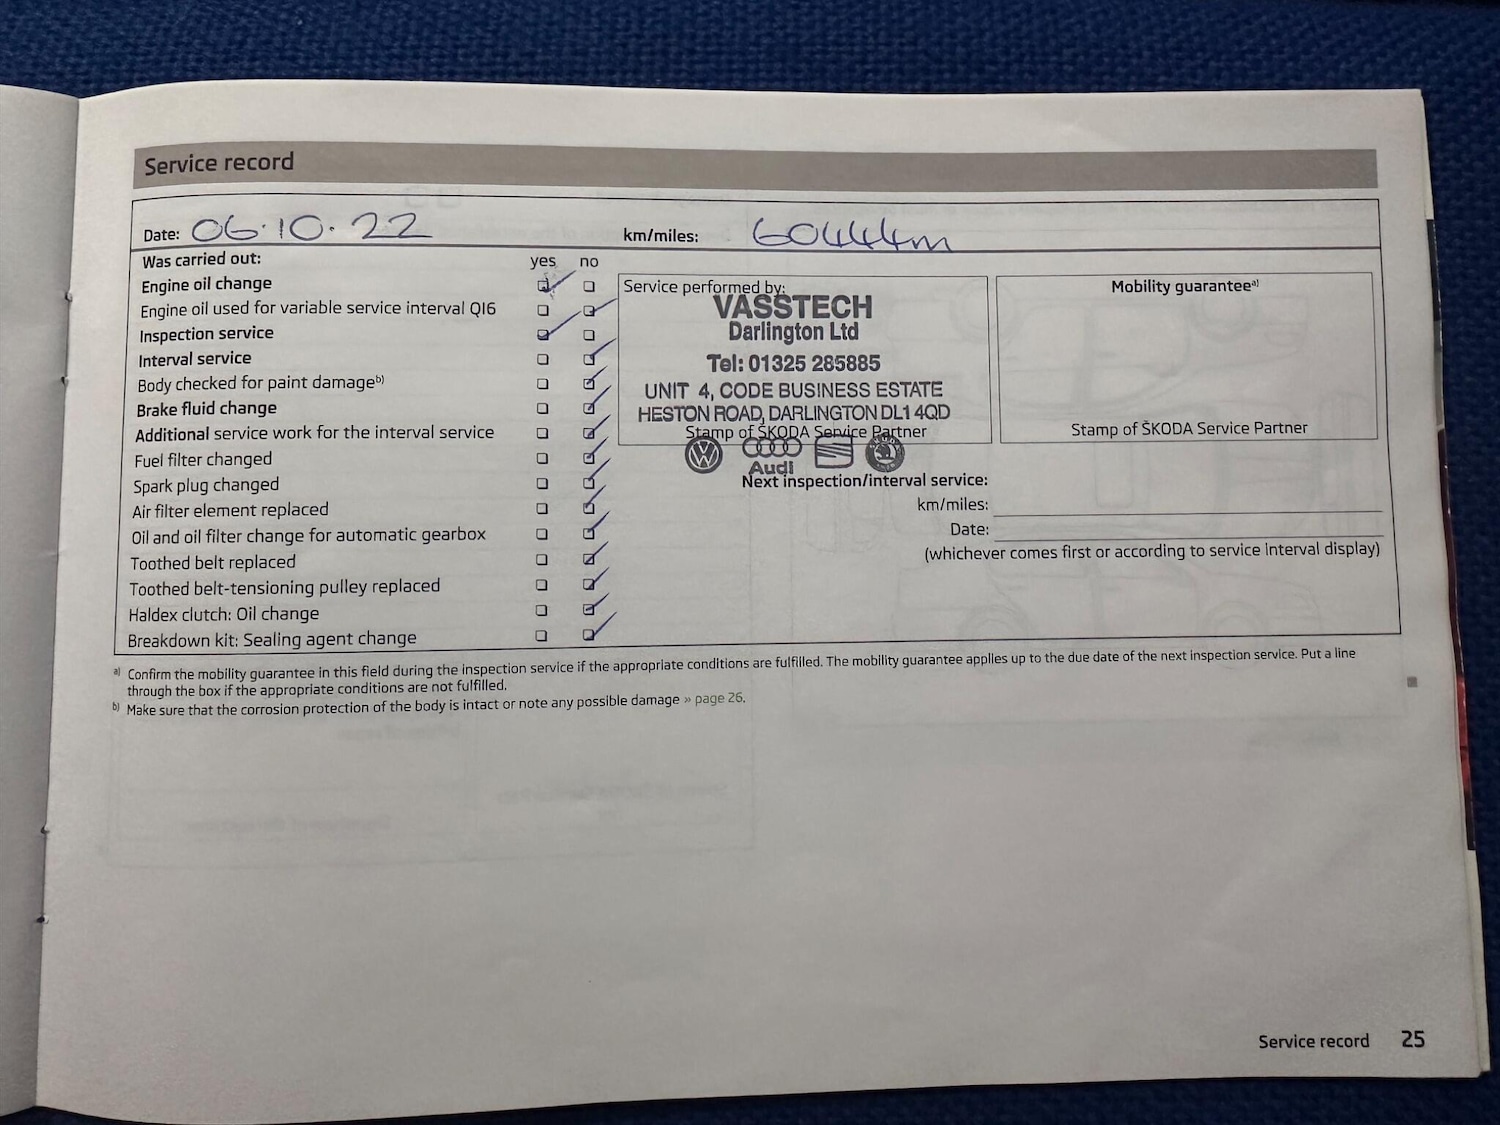 Service record
Date: 06.10.22 km/miles: 60444m
Was carried out: yes no
Engine oil change
Engine oil used for variable service interval QI6
Inspection service
Interval service
Body checked for paint damage b)
Brake fluid change
Additional service work for the interval service
Fuel filter changed
Spark plug changed
Air filter element replaced
Oil and oil filter change for automatic gearbox
Toothed belt replaced
Toothed belt-tensioning pulley replaced
Haldex clutch: Oil change
Breakdown kit: Sealing agent change
Service performed by:
VASSTECH
Darlington Ltd
Tel: 01325 285885
UNIT 4, CODE BUSINESS ESTATE
HESTON ROAD, DARLINGTON DL1 4QD
Stamp of ŠKODA Service Partner
Audi
Mobility guarantee a)
Stamp of ŠKODA Service Partner
Next inspection/interval service:
km/miles:
Date:
(whichever comes first or according to service interval display)
a) Confirm the mobility guarantee in this field during the inspection service if the appropriate conditions are fulfilled. The mobility guarantee applies up to the due date of the next inspection service. Put a line
through the box if the appropriate conditions are not fulfilled.
b) Make sure that the corrosion protection of the body is intact or note any possible damage » page 26.
Service record 25